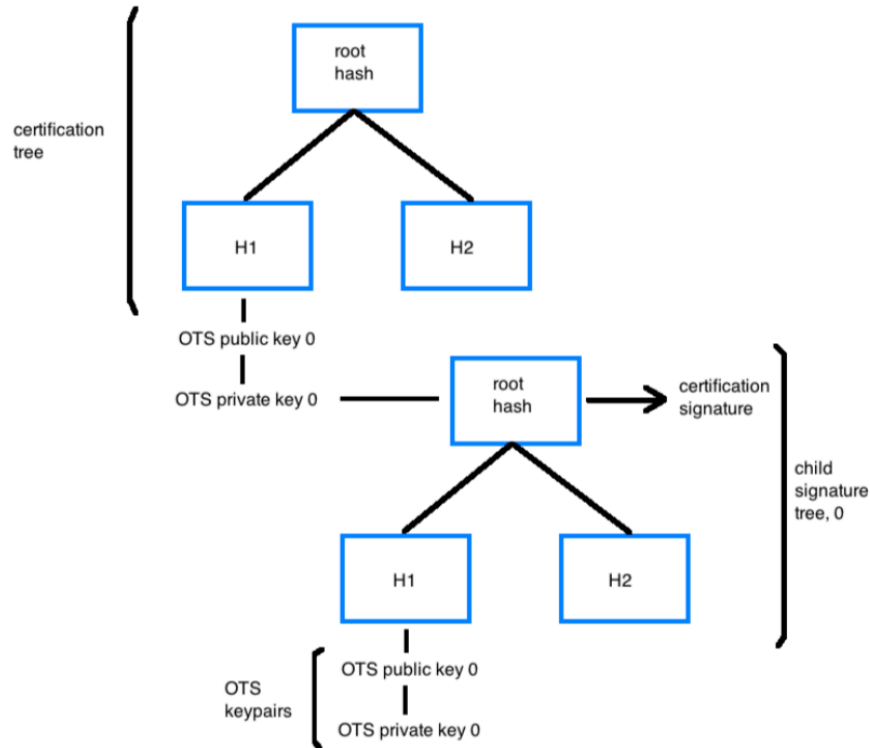 root
hash
certification
tree
H1
H2
OTS public key 0
OTS private key 0
root
hash
certification
signature
child
signature
tree, 0
H1
H2
OTS public key 0
OTS
keypairs
OTS private key 0